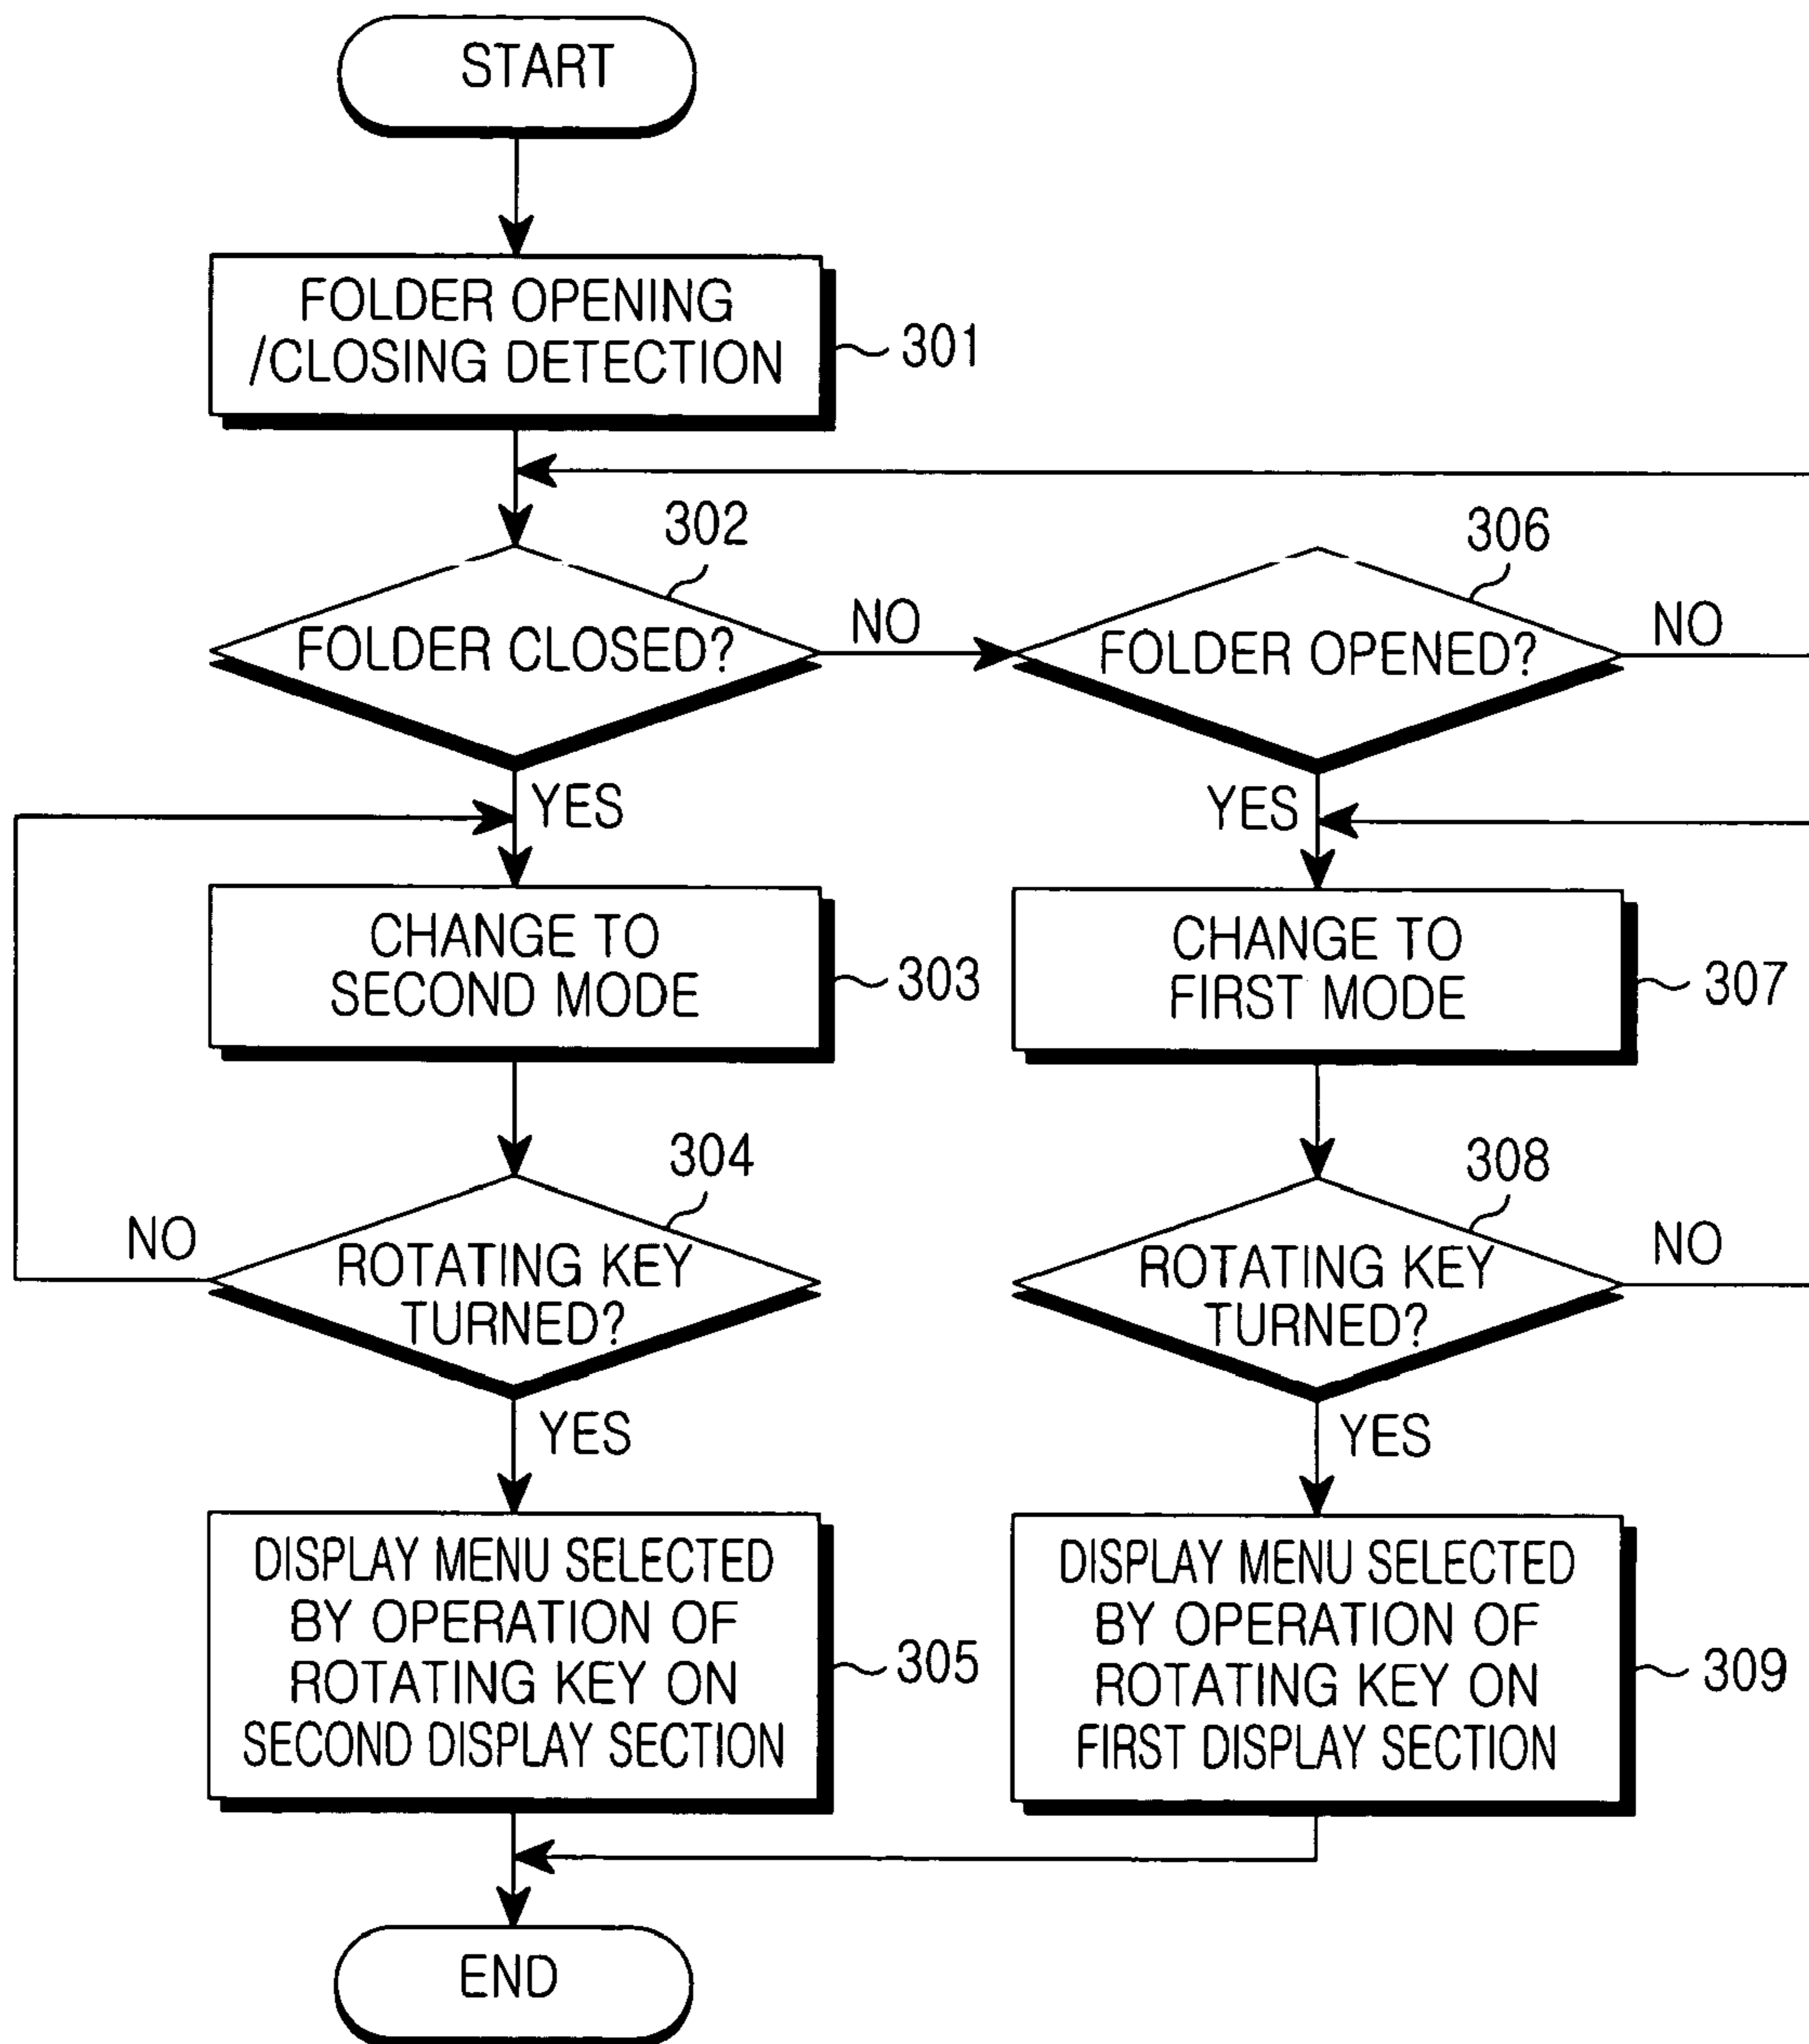 START
FOLDER OPENING
/CLOSING DETECTION
301
302
FOLDER CLOSED?
NO
306
FOLDER OPENED?
NO
YES
YES
CHANGE TO
SECOND MODE
303
CHANGE TO
FIRST MODE
307
304
ROTATING KEY
TURNED?
NO
308
ROTATING KEY
TURNED?
NO
YES
YES
DISPLAY MENU SELECTED
BY OPERATION OF
ROTATING KEY ON
SECOND DISPLAY SECTION
305
DISPLAY MENU SELECTED
BY OPERATION OF
ROTATING KEY ON
FIRST DISPLAY SECTION
309
END